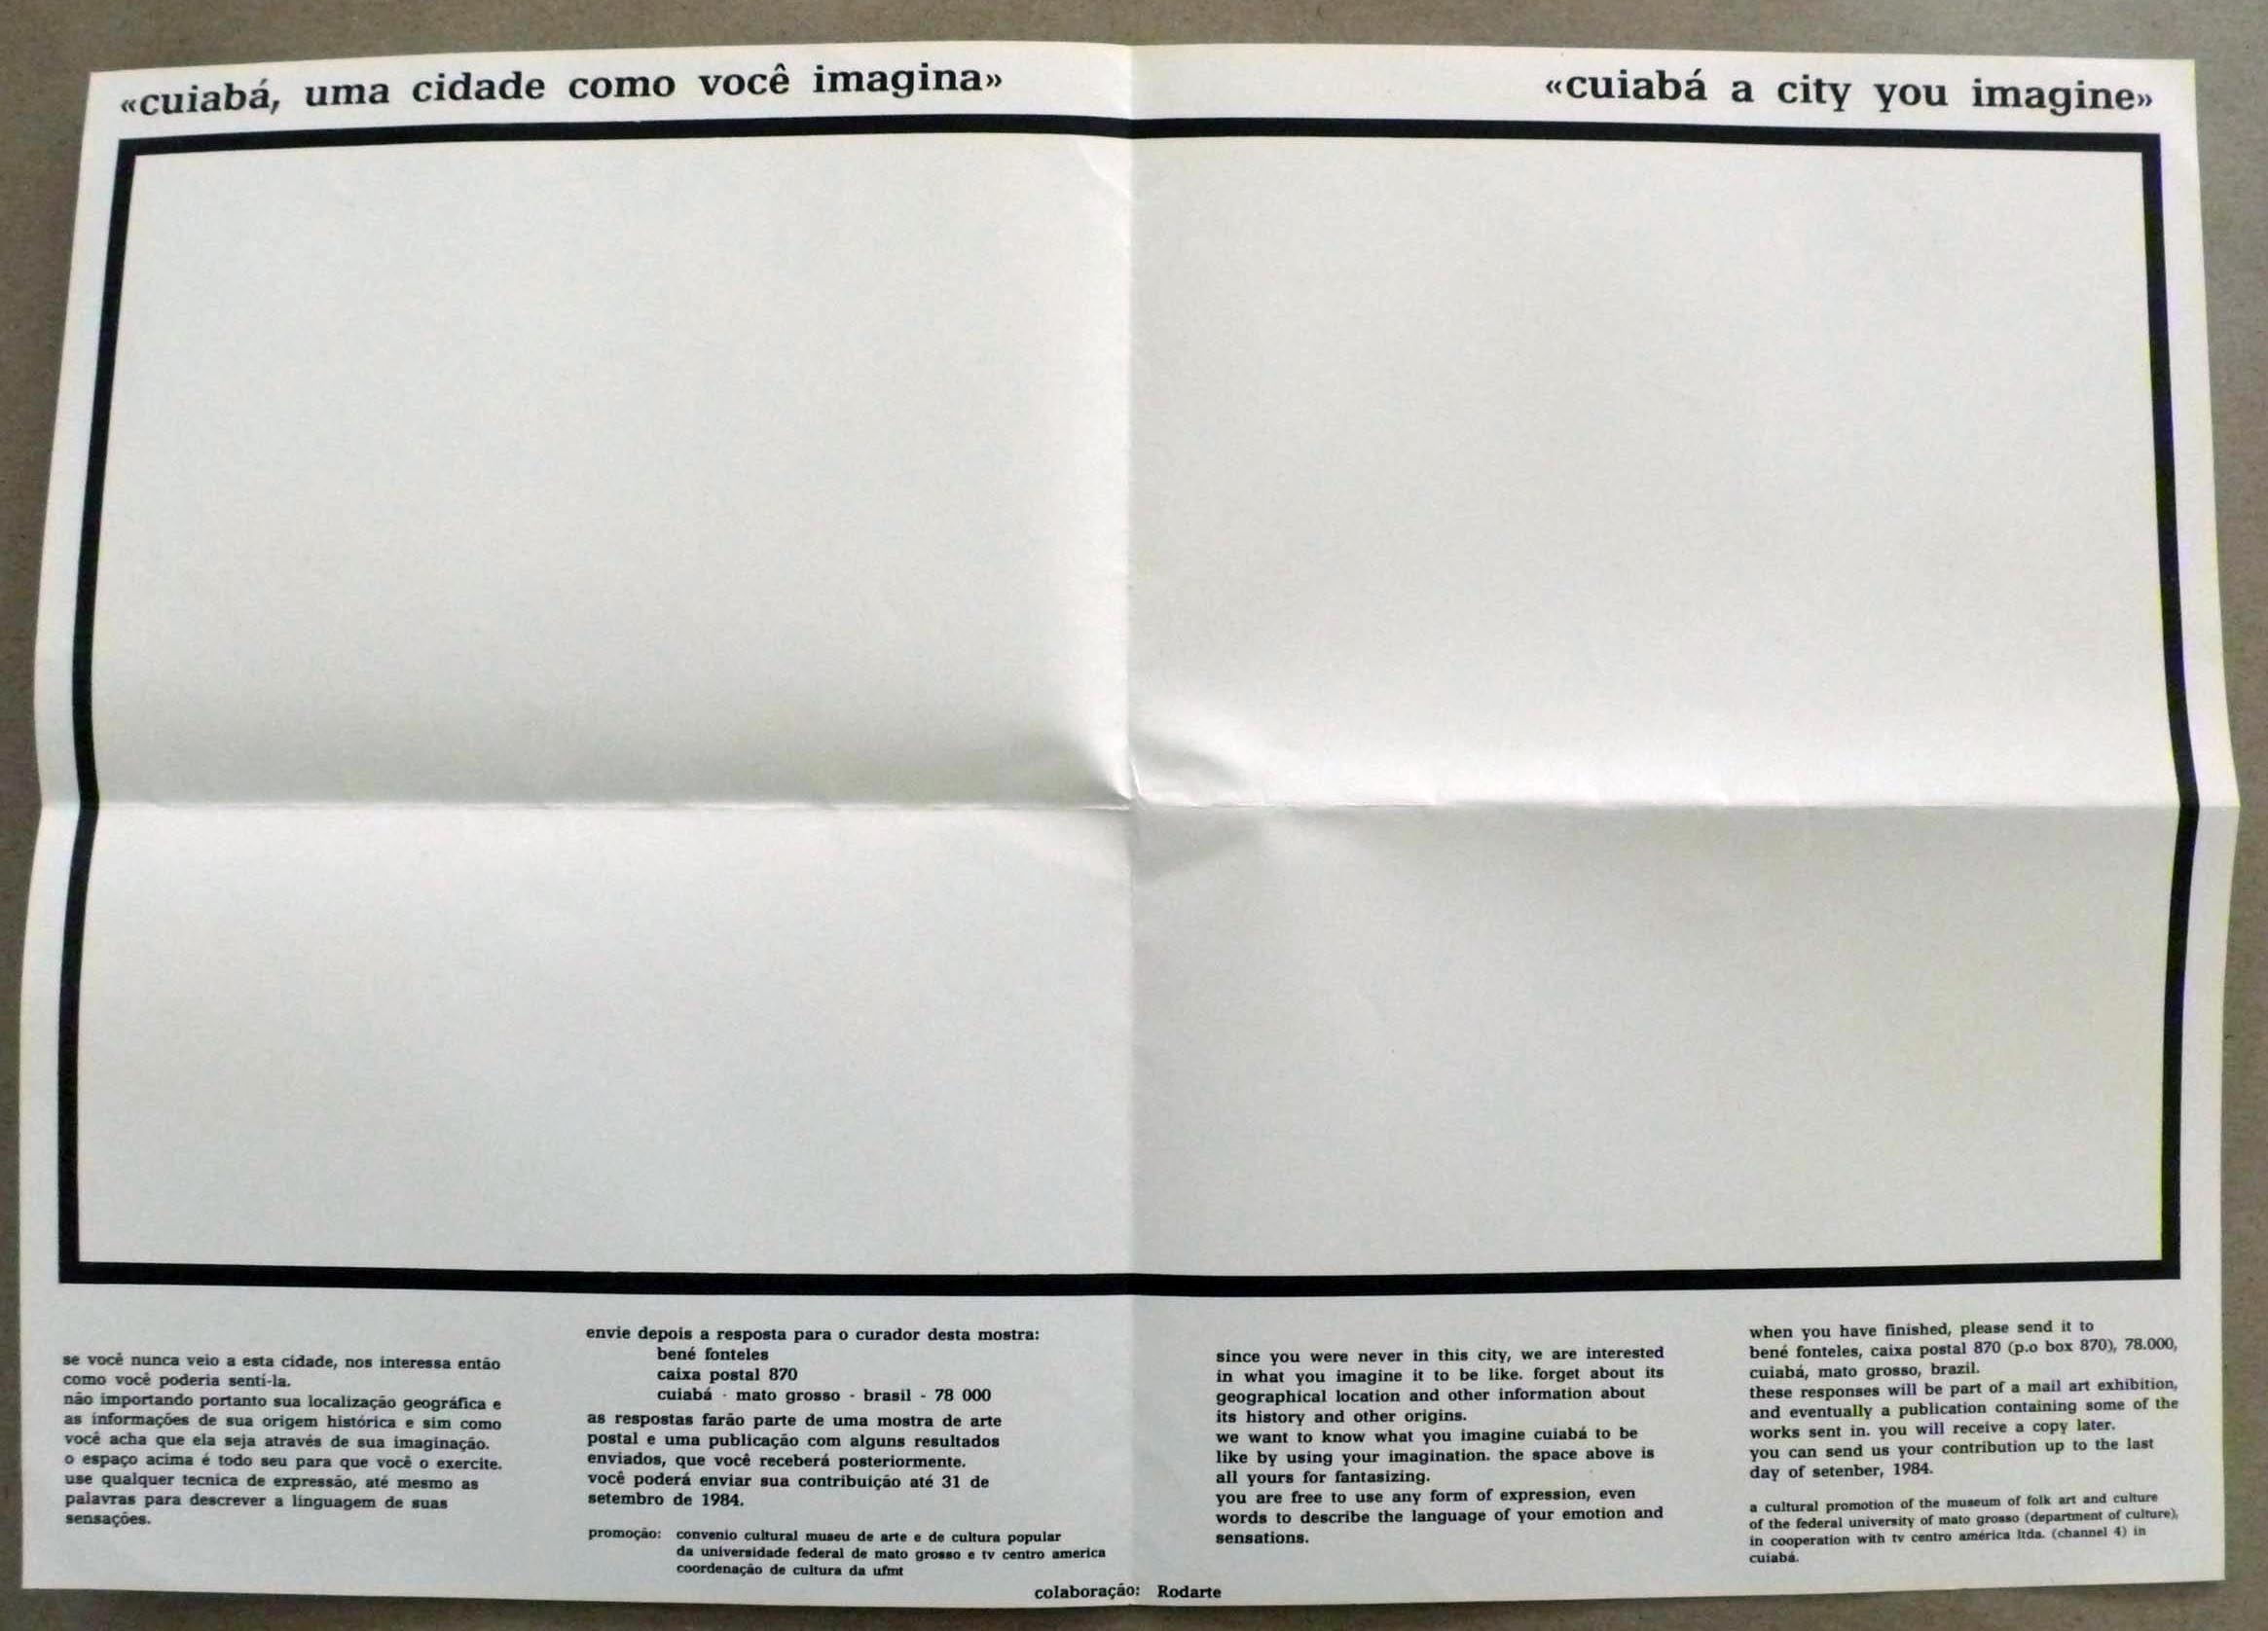 «cuiabá, uma cidade como você imagina»
«cuiabá a city you imagine»
se você nunca veio a esta cidade, nos interessa então
como você poderia sentí-la.
não importando portanto sua localização geográfica e
as informações de sua origem histórica e sim como
você acha que ela seja através de sua imaginação.
o espaço acima é todo seu para que você o exercite.
use qualquer tecnica de expressão, até mesmo as
palavras para descrever a linguagem de suas
sensações.
envie depois a resposta para o curador desta mostra:
bené fonteles
caixa postal 870
cuiabá - mato grosso - brasil - 78 000
as respostas farão parte de uma mostra de arte
postal e uma publicação com alguns resultados
enviados, que você receberá posteriormente.
você poderá enviar sua contribuição até 31 de
setembro de 1984.
promoção: convenio cultural museu de arte e de cultura popular
da universidade federal de mato grosso e tv centro america
coordenação de cultura da ufmt
since you were never in this city, we are interested
in what you imagine it to be like. forget about its
geographical location and other information about
its history and other origins.
we want to know what you imagine cuiabá to be
like by using your imagination. the space above is
all yours for fantasizing.
you are free to use any form of expression, even
words to describe the language of your emotion and
sensations.
when you have finished, please send it to
bené fonteles, caixa postal 870 (p.o box 870), 78.000,
cuiabá, mato grosso, brazil.
these responses will be part of a mail art exhibition,
and eventually a publication containing some of the
works sent in. you will receive a copy later.
you can send us your contribution up to the last
day of setenber, 1984.
a cultural promotion of the museum of folk art and culture
of the federal university of mato grosso (department of culture),
in cooperation with tv centro américa ltda. (channel 4) in
cuiabá.
colaboração: Rodarte